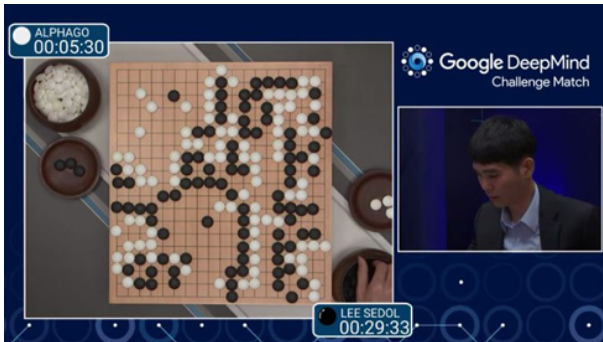 ALPHAGO
00:05:30
Google DeepMind
Challenge Match
LEE SEDOL
00:29:33